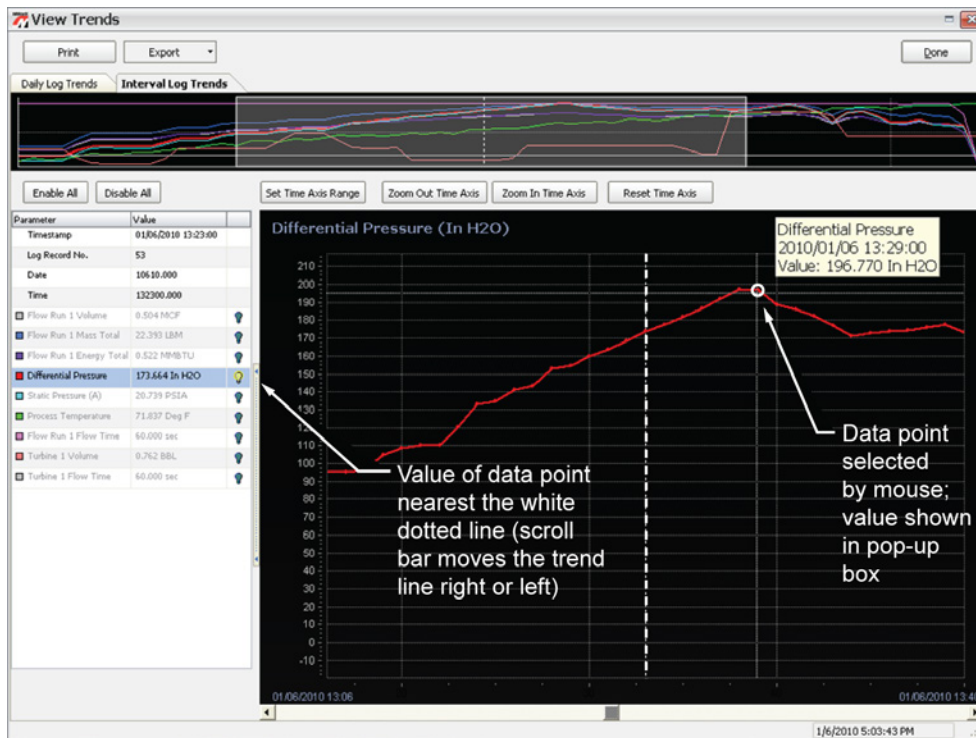 View Trends
Print Export Done
Daily Log Trends Interval Log Trends
Enable All Disable All Set Time Axis Range Zoom Out Time Axis Zoom In Time Axis Reset Time Axis
Parameter Value
Timestamp 01/06/2010 13:23:00
Log Record No. 53
Date 10610.000
Time 132300.000
Flow Run 1 Volume 0.504 MCF
Flow Run 1 Mass Total 22.393 LBM
Flow Run 1 Energy Total 0.522 MMBTU
Differential Pressure 173.664 In H2O
Static Pressure (A) 20.739 PSIA
Process Temperature 71.837 Deg F
Flow Run 1 Flow Time 60.000 sec
Turbine 1 Volume 0.762 BBL
Turbine 1 Flow Time 60.000 sec
Differential Pressure (In H2O)
Differential Pressure
2010/01/06 13:29:00
Value: 196.770 In H2O
210
200
190
180
170
160
150
140
130
120
110
100
90
80
70
60
50
40
30
20
10
0
-10
Value of data point
nearest the white
dotted line (scroll
bar moves the trend
line right or left)
Data point
selected
by mouse;
value shown
in pop-up
box
01/06/2010 13:06 01/06/2010
1/6/2010 5:03:43 PM